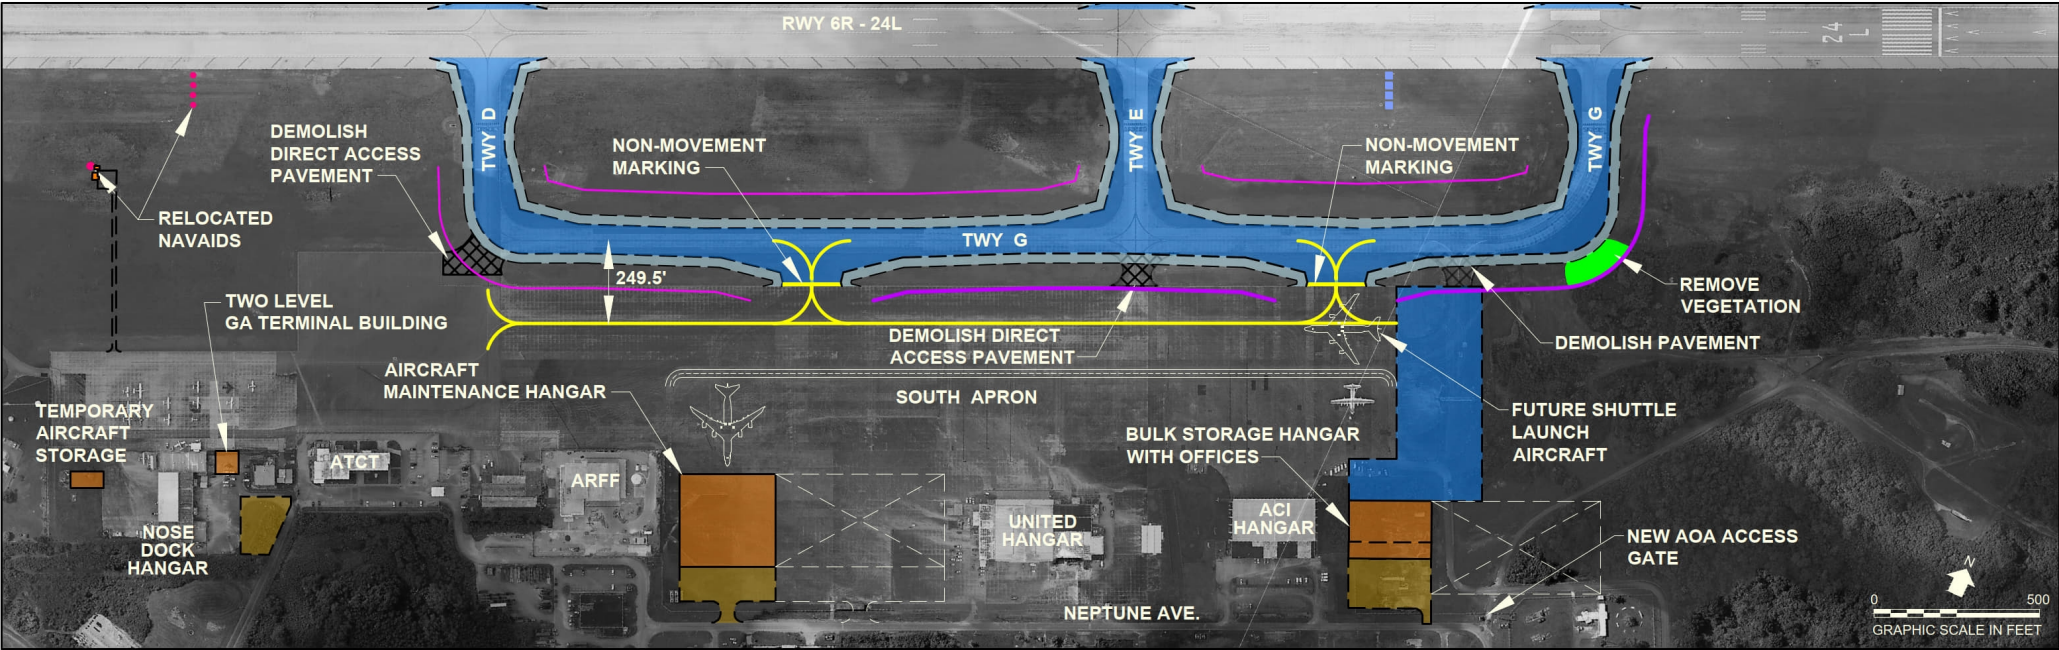 RWY 6R - 24L
24
L
TWY D
TWY E
TWY G
DEMOLISH
DIRECT ACCESS
PAVEMENT
NON-MOVEMENT
MARKING
NON-MOVEMENT
MARKING
RELOCATED
NAVAIDS
TWY G
249.5'
REMOVE
VEGETATION
TWO LEVEL
GA TERMINAL BUILDING
DEMOLISH DIRECT
ACCESS PAVEMENT
DEMOLISH PAVEMENT
AIRCRAFT
MAINTENANCE HANGAR
SOUTH APRON
TEMPORARY
AIRCRAFT
STORAGE
FUTURE SHUTTLE
LAUNCH
AIRCRAFT
BULK STORAGE HANGAR
WITH OFFICES
ATCT
ARFF
NOSE
DOCK
HANGAR
UNITED
HANGAR
ACI
HANGAR
NEW AOA ACCESS
GATE
NEPTUNE AVE.
N
0 500
GRAPHIC SCALE IN FEET